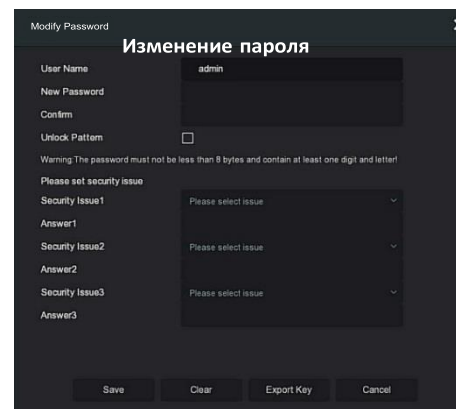 Modify Password
Изменение пароля
User Name admin
New Password
Confirm
Unlock Pattern
Warning:The password must not be less than 8 bytes and contain at least one digit and letter!
Please set security issue
Security Issue1 Please select issue
Answer1
Security Issue2 Please select issue
Answer2
Security Issue3 Please select issue
Answer3
Save Clear Export Key Cancel